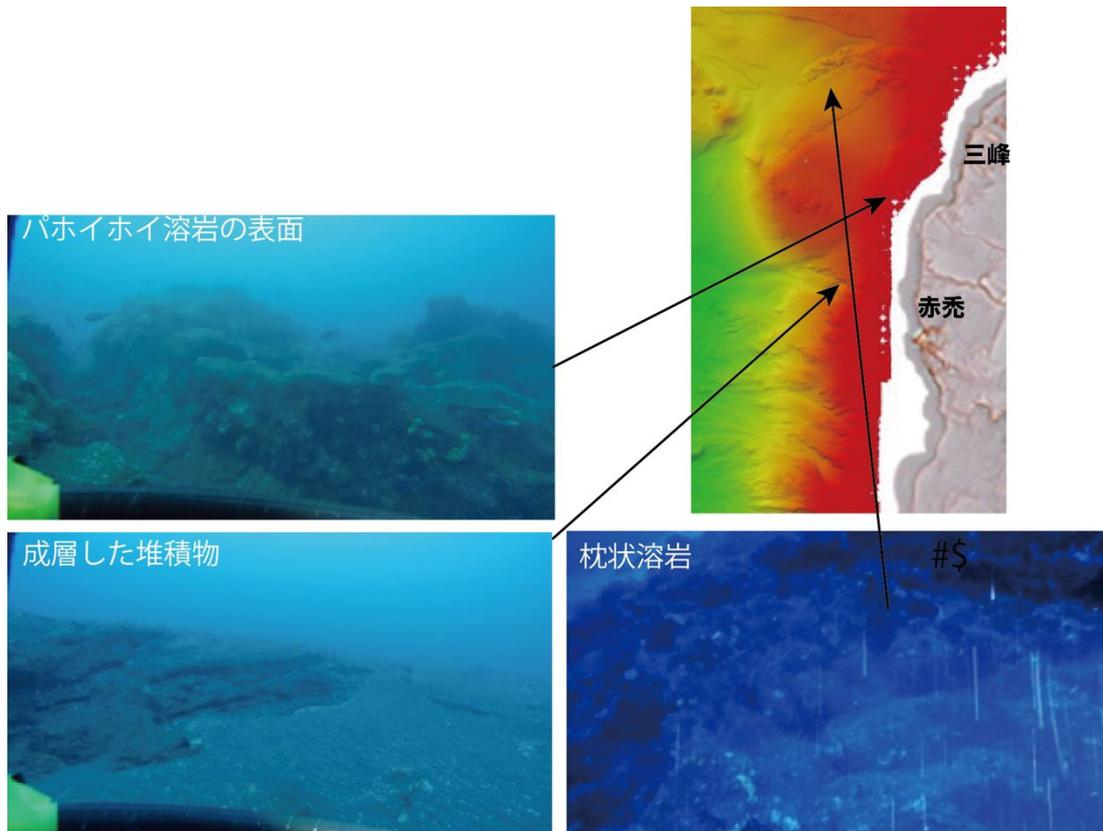 三峰
パホイホイ溶岩の表面
赤禿
成層した堆積物
枕状溶岩
#$